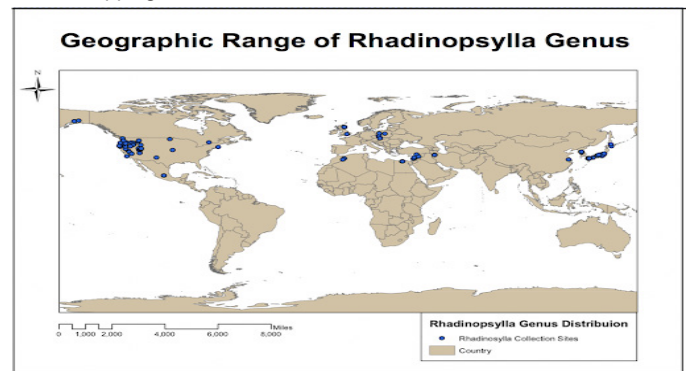 Geographic Range of Rhadinopsylla Genus
N
Miles
0 1,000 2,000 4,000 6,000 8,000
Rhadinopsylla Genus Distribuion
Rhadinosylla Collection Sites
Country